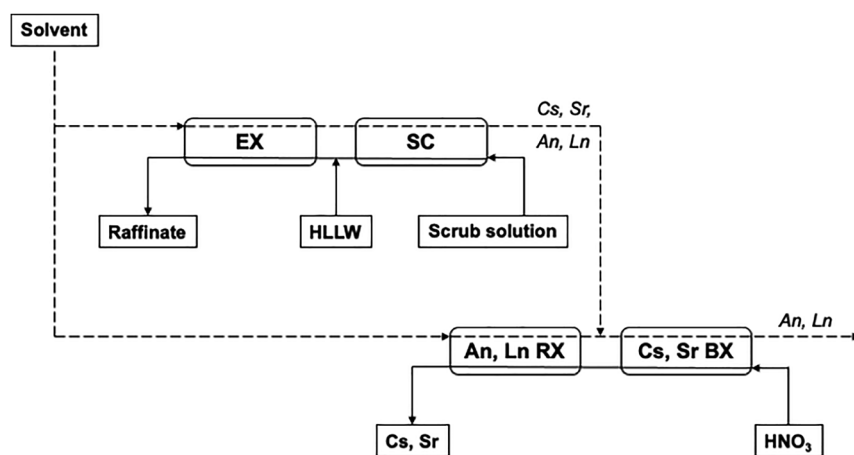 Solvent
Cs, Sr,
An, Ln
EX
SC
Raffinate
HLLW
Scrub solution
An, Ln
An, Ln RX
Cs, Sr BX
Cs, Sr
HNO₃